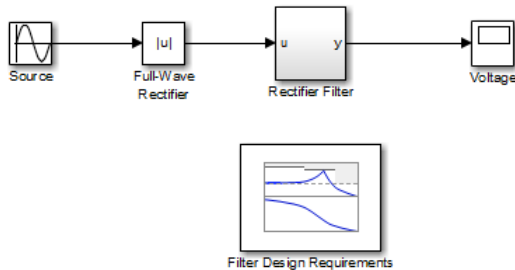 |u|
u y
Source
Full-Wave
Rectifier
Rectifier Filter
Voltage
Filter Design Requirements